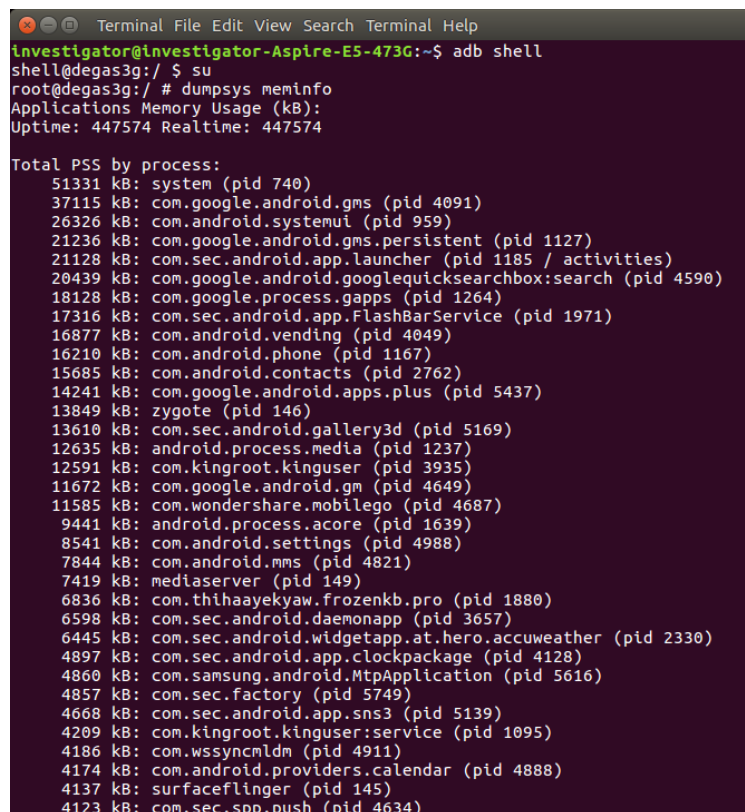 Terminal Terminal File Edit View Search Terminal Help
investigator@investigator-Aspire-E5-473G:~$ adb shell
shell@degas3g:/ $ su
root@degas3g:/ # dumpsys meminfo
Applications Memory Usage (kB):
Uptime: 447574 Realtime: 447574
Total PSS by process:
51331 kB: system (pid 740)
37115 kB: com.google.android.gms (pid 4091)
26326 kB: com.android.systemui (pid 959)
21236 kB: com.google.android.gms.persistent (pid 1127)
21128 kB: com.sec.android.app.launcher (pid 1185 / activities)
20439 kB: com.google.android.googlequicksearchbox:search (pid 4590)
18128 kB: com.google.process.gapps (pid 1264)
17316 kB: com.sec.android.app.FlashBarService (pid 1971)
16877 kB: com.android.vending (pid 4049)
16210 kB: com.android.phone (pid 1167)
15685 kB: com.android.contacts (pid 2762)
14241 kB: com.google.android.apps.plus (pid 5437)
13849 kB: zygote (pid 146)
13610 kB: com.sec.android.gallery3d (pid 5169)
12635 kB: android.process.media (pid 1237)
12591 kB: com.kingroot.kinguser (pid 3935)
11672 kB: com.google.android.gm (pid 4649)
11585 kB: com.wondershare.mobilego (pid 4687)
9441 kB: android.process.acore (pid 1639)
8541 kB: com.android.settings (pid 4988)
7844 kB: com.android.mms (pid 4821)
7419 kB: mediaserver (pid 149)
6836 kB: com.thihaayekyaw.frozenkb.pro (pid 1880)
6598 kB: com.sec.android.daemonapp (pid 3657)
6445 kB: com.sec.android.widgetapp.at.hero.accuweather (pid 2330)
4897 kB: com.sec.android.app.clockpackage (pid 4128)
4860 kB: com.samsung.android.MtpApplication (pid 5616)
4857 kB: com.sec.factory (pid 5749)
4668 kB: com.sec.android.app.sns3 (pid 5139)
4209 kB: com.kingroot.kinguser:service (pid 1095)
4186 kB: com.wssyncmldm (pid 4911)
4174 kB: com.android.providers.calendar (pid 4888)
4137 kB: surfaceflinger (pid 145)
4123 kB: com.sec.spp.push (pid 4634)